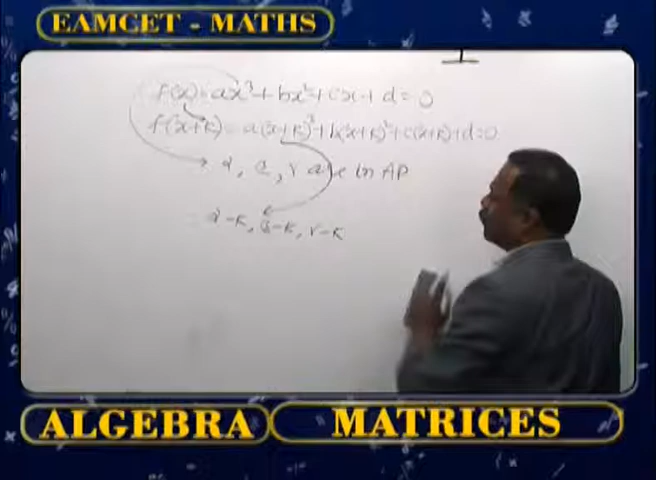 EAMCET - MATHS
f(x) = ax³ + bx² + cx + d = 0
f(x+k) = a(x+k)³ + b(x+k)² + c(x+k) + d = 0
α, β, γ are in AP
α-k, β-k, γ-k
ALGEBRA MATRICES